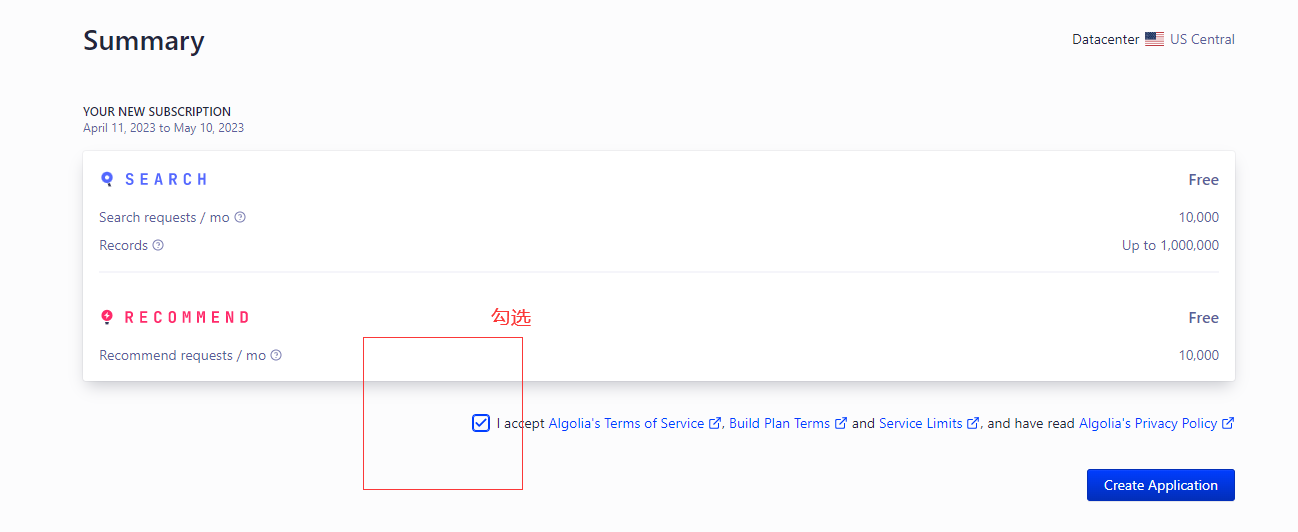 Summary
Datacenter US Central
YOUR NEW SUBSCRIPTION
April 11, 2023 to May 10, 2023
SEARCH Free
Search requests / mo 10,000
Records Up to 1,000,000
RECOMMEND Free
勾选
Recommend requests / mo 10,000
I accept Algolia's Terms of Service, Build Plan Terms and Service Limits, and have read Algolia's Privacy Policy
Create Application